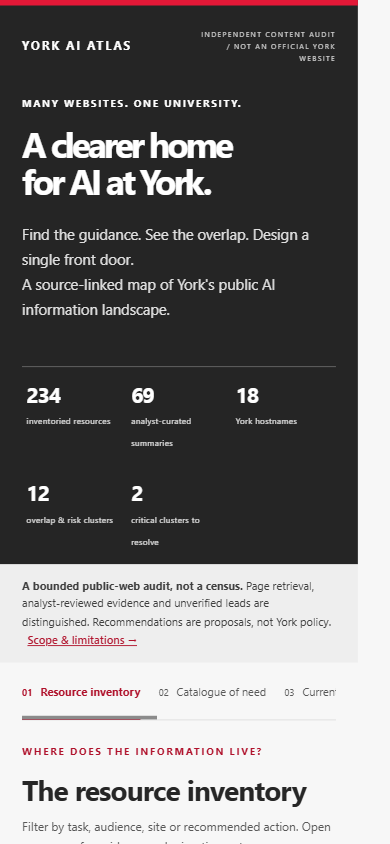 YORK AI ATLAS
INDEPENDENT CONTENT AUDIT
/ NOT AN OFFICIAL YORK
WEBSITE
MANY WEBSITES. ONE UNIVERSITY.
A clearer home
for AI at York.
Find the guidance. See the overlap. Design a
single front door.
A source-linked map of York's public AI
information landscape.
234 69 18
inventoried resources analyst-curated York hostnames
summaries
12 2
overlap & risk clusters critical clusters to
resolve
A bounded public-web audit, not a census. Page retrieval,
analyst-reviewed evidence and unverified leads are
distinguished. Recommendations are proposals, not York policy.
Scope & limitations →
01 Resource inventory 02 Catalogue of need 03
WHERE DOES THE INFORMATION LIVE?
The resource inventory
Filter by task, audience, site or recommended action. Open